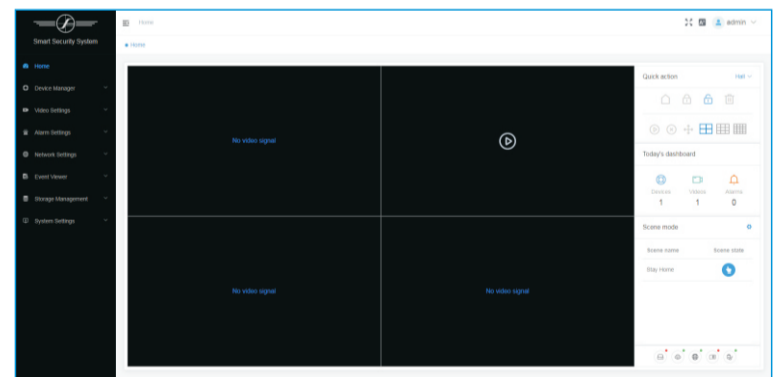 Smart Security System
Home
Device Manager
Video Settings
Alarm Settings
Network Settings
Event Viewer
Storage Management
System Settings
Home
admin
Home
No video signal
No video signal
No video signal
Quick action
Hall
Today's dashboard
Devices Videos Alarms
1 1 0
Scene mode
Scene name Scene state
Stay Home